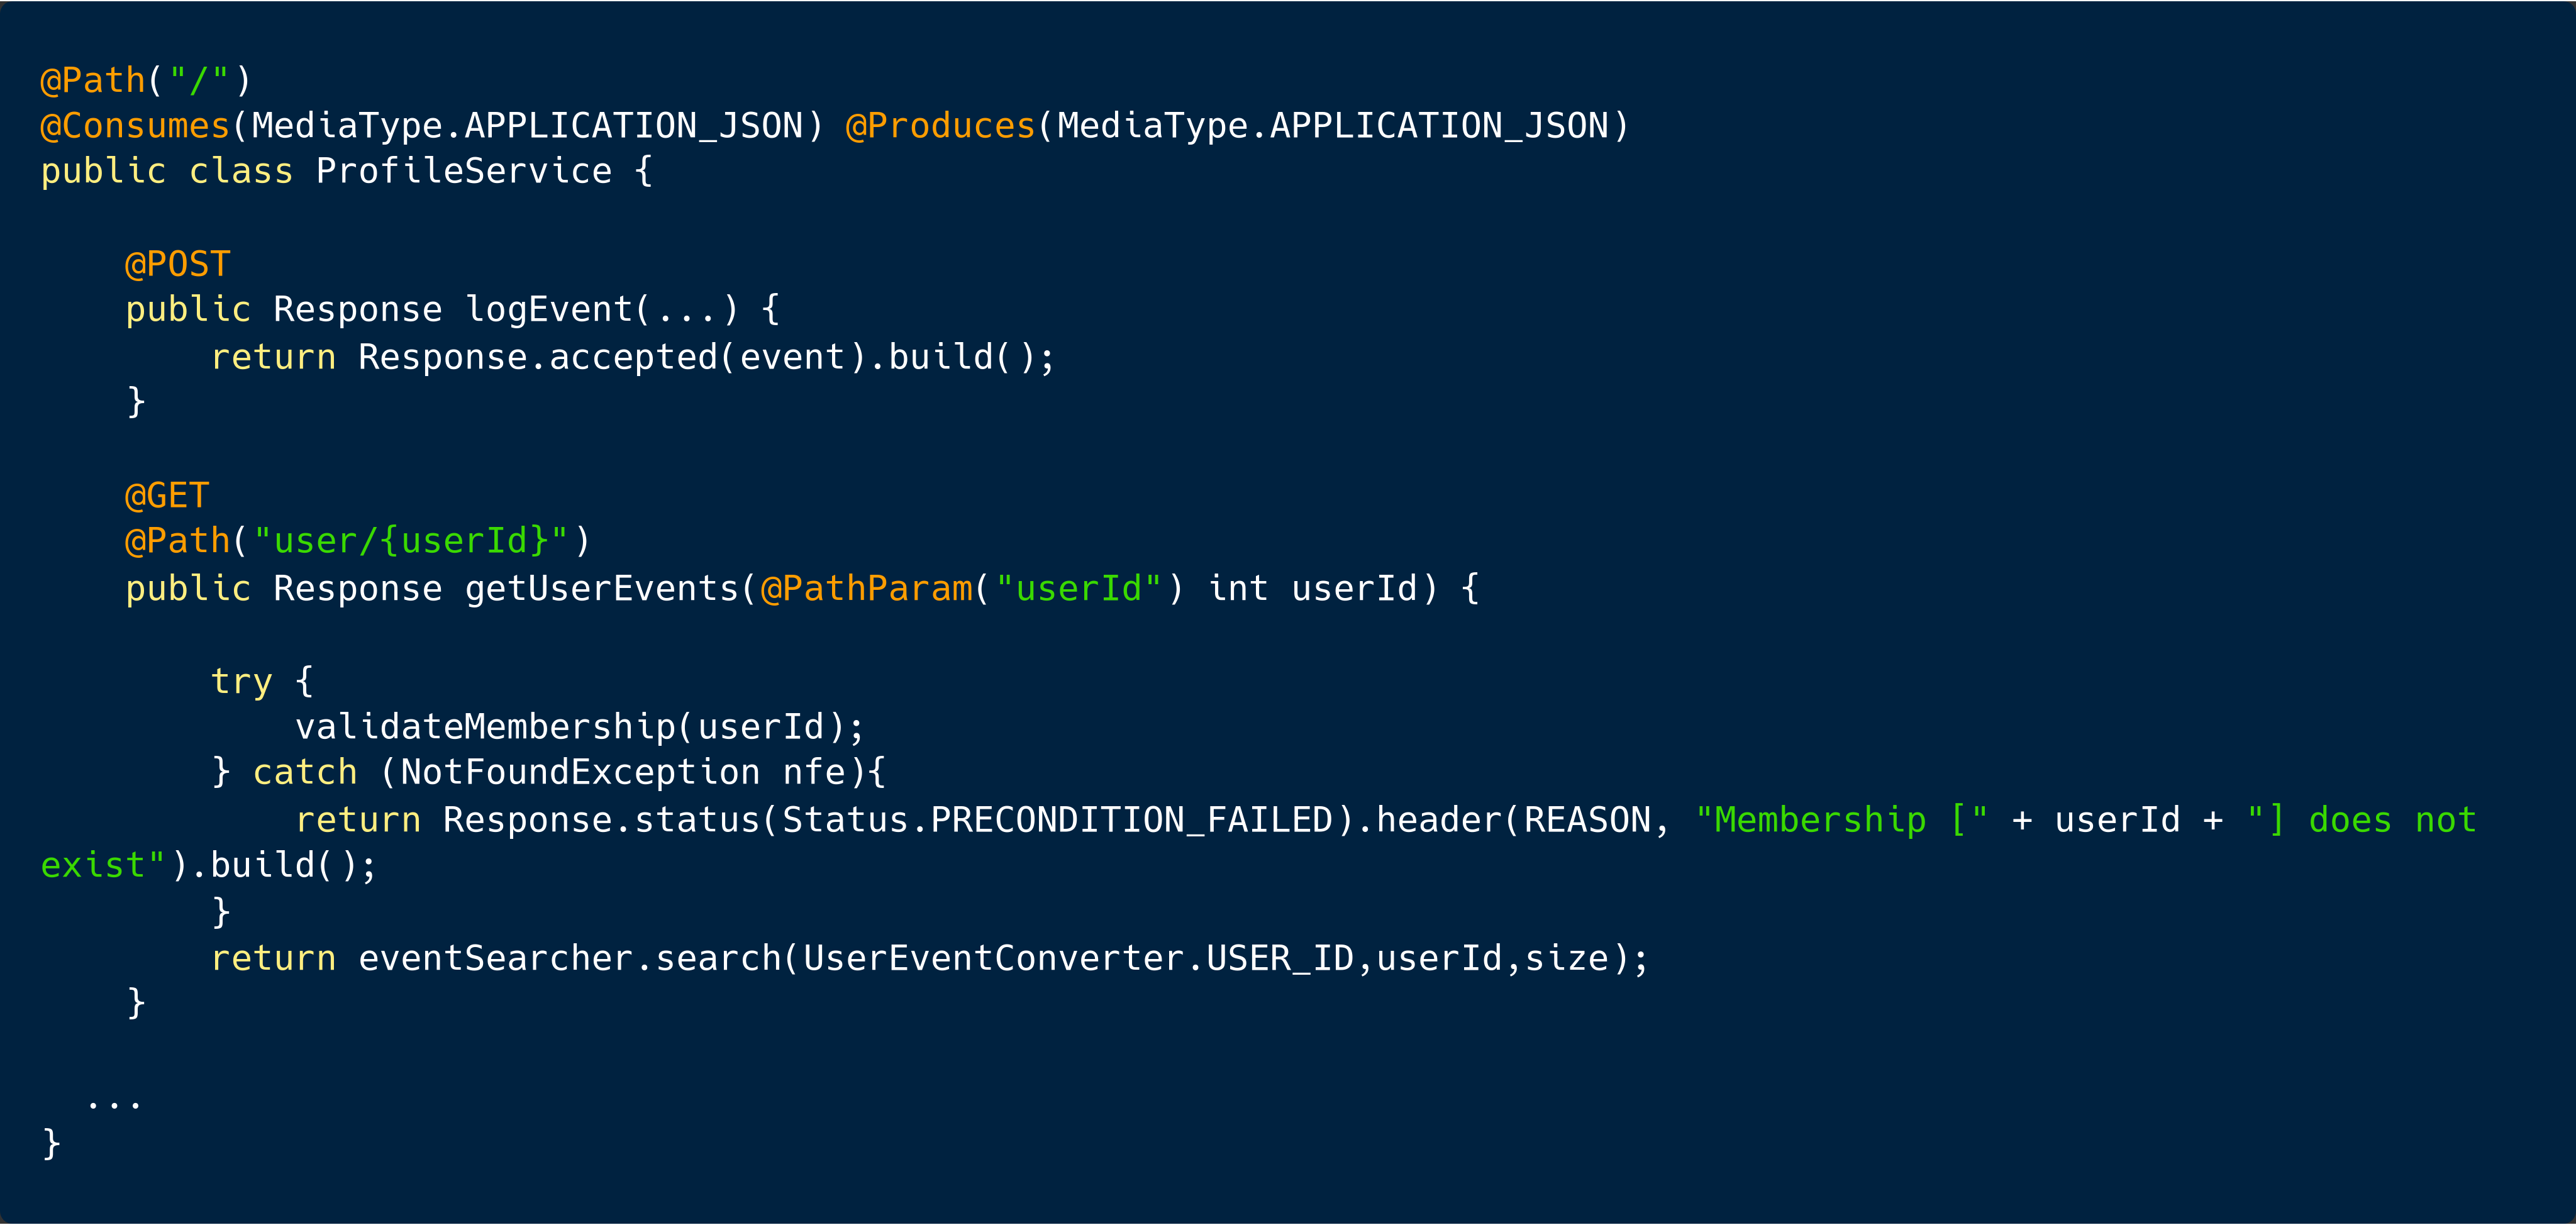 @Path("/")
@Consumes(MediaType.APPLICATION_JSON) @Produces(MediaType.APPLICATION_JSON)
public class ProfileService {
@POST
public Response logEvent(...) {
return Response.accepted(event).build();
}
@GET
@Path("user/{userId}")
public Response getUserEvents(@PathParam("userId") int userId) {
try {
validateMembership(userId);
} catch (NotFoundException nfe){
return Response.status(Status.PRECONDITION_FAILED).header(REASON, "Membership [" + userId + "] does not
exist").build();
}
return eventSearcher.search(UserEventConverter.USER_ID,userId,size);
}
...
}